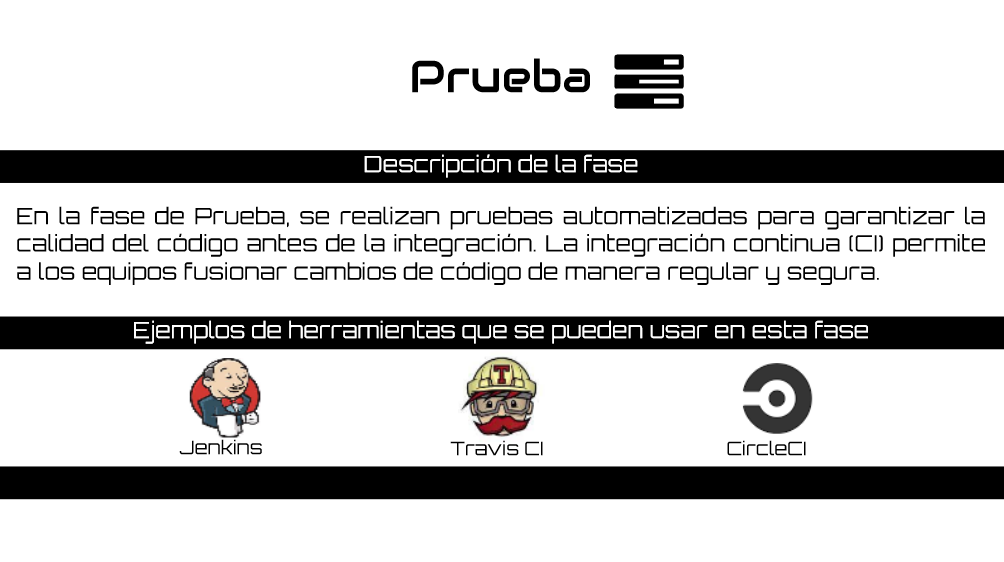 Prueba
Descripción de la fase
En la fase de Prueba, se realizan pruebas automatizadas para garantizar la
calidad del código antes de la integración. La integración continua (CI) permite
a los equipos fusionar cambios de código de manera regular y segura.
Ejemplos de herramientas que se pueden usar en esta fase
T
Jenkins
Travis CI
CircleCI